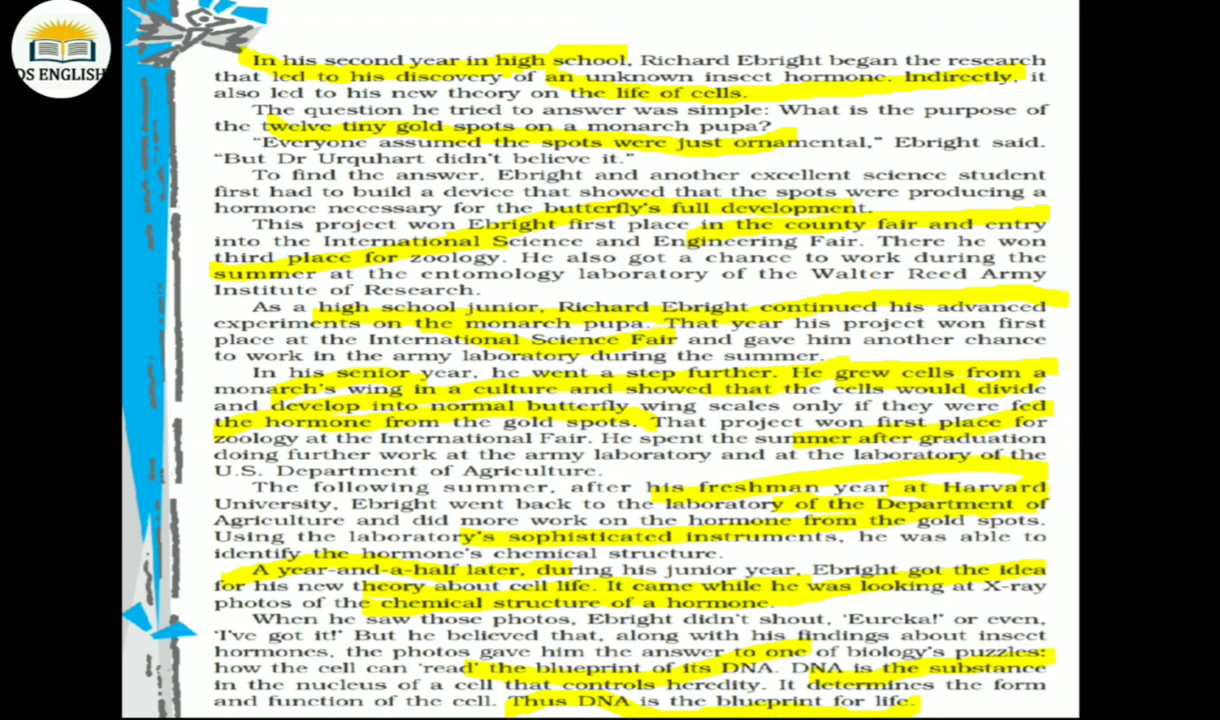 DS ENGLISH
In his second year in high school, Richard Ebright began the research
that led to his discovery of an unknown insect hormone. Indirectly, it
also led to his new theory on the life of cells.
The question he tried to answer was simple: What is the purpose of
the twelve tiny gold spots on a monarch pupa?
“Everyone assumed the spots were just ornamental,” Ebright said.
“But Dr Urquhart didn’t believe it.”
To find the answer, Ebright and another excellent science student
first had to build a device that showed that the spots were producing a
hormone necessary for the butterfly’s full development.
This project won Ebright first place in the county fair and entry
into the International Science and Engineering Fair. There he won
third place for zoology. He also got a chance to work during the
summer at the entomology laboratory of the Walter Reed Army
Institute of Research.
As a high school junior, Richard Ebright continued his advanced
experiments on the monarch pupa. That year his project won first
place at the International Science Fair and gave him another chance
to work in the army laboratory during the summer.
In his senior year, he went a step further. He grew cells from a
monarch’s wing in a culture and showed that the cells would divide
and develop into normal butterfly wing scales only if they were fed
the hormone from the gold spots. That project won first place for
zoology at the International Fair. He spent the summer after graduation
doing further work at the army laboratory and at the laboratory of the
U.S. Department of Agriculture.
The following summer, after his freshman year at Harvard
University, Ebright went back to the laboratory of the Department of
Agriculture and did more work on the hormone from the gold spots.
Using the laboratory’s sophisticated instruments, he was able to
identify the hormone’s chemical structure.
A year-and-a-half later, during his junior year, Ebright got the idea
for his new theory about cell life. It came while he was looking at X-ray
photos of the chemical structure of a hormone.
When he saw those photos, Ebright didn’t shout, ‘Eureka!’ or even,
‘I’ve got it!’ But he believed that, along with his findings about insect
hormones, the photos gave him the answer to one of biology’s puzzles:
how the cell can ‘read’ the blueprint of its DNA. DNA is the substance
in the nucleus of a cell that controls heredity. It determines the form
and function of the cell. Thus DNA is the blueprint for life.